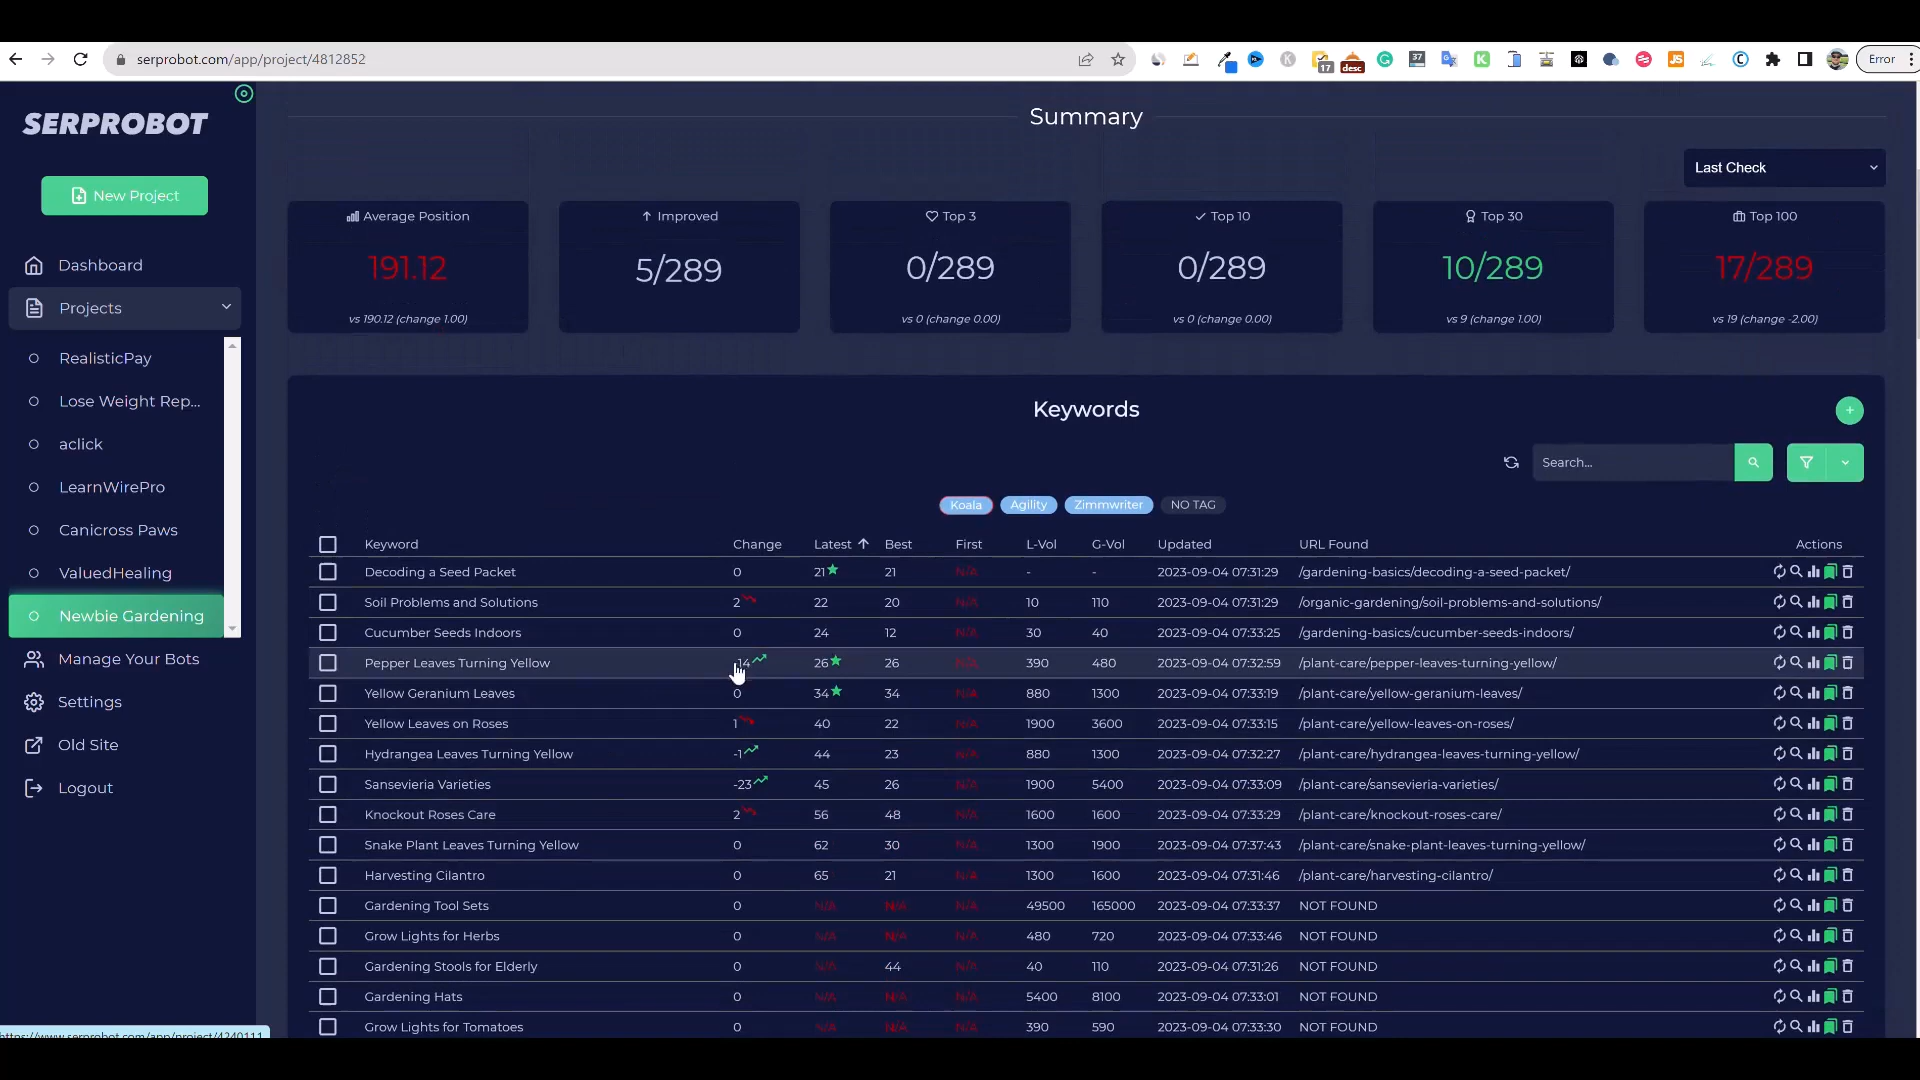 serprobot.com/app/project/4812852
17
desc
37
JS
Error
SERPROBOT
New Project
Dashboard
Projects
RealisticPay
Lose Weight Rep...
aclick
LearnWirePro
Canicross Paws
ValuedHealing
Newbie Gardening
Manage Your Bots
Settings
Old Site
Logout
https://www.serprobot.com/app/project/4240111
Summary
Last Check
Average Position
191.12
vs 190.12 (change 1.00)
Improved
5/289
Top 3
0/289
vs 0 (change 0.00)
Top 10
0/289
vs 0 (change 0.00)
Top 30
10/289
vs 9 (change 1.00)
Top 100
17/289
vs 19 (change -2.00)
Keywords
Search...
Koala Agility Zimmwriter NO TAG
Keyword Change Latest Best First L-Vol G-Vol Updated URL Found Actions
Decoding a Seed Packet 0 21 21 N/A - - 2023-09-04 07:31:29 /gardening-basics/decoding-a-seed-packet/
Soil Problems and Solutions 2 22 20 N/A 10 110 2023-09-04 07:31:29 /organic-gardening/soil-problems-and-solutions/
Cucumber Seeds Indoors 0 24 12 N/A 30 40 2023-09-04 07:33:25 /gardening-basics/cucumber-seeds-indoors/
Pepper Leaves Turning Yellow -14 26 26 N/A 390 480 2023-09-04 07:32:59 /plant-care/pepper-leaves-turning-yellow/
Yellow Geranium Leaves 0 34 34 N/A 880 1300 2023-09-04 07:33:19 /plant-care/yellow-geranium-leaves/
Yellow Leaves on Roses 1 40 22 N/A 1900 3600 2023-09-04 07:33:15 /plant-care/yellow-leaves-on-roses/
Hydrangea Leaves Turning Yellow -1 44 23 N/A 880 1300 2023-09-04 07:32:27 /plant-care/hydrangea-leaves-turning-yellow/
Sansevieria Varieties -23 45 26 N/A 1900 5400 2023-09-04 07:33:09 /plant-care/sansevieria-varieties/
Knockout Roses Care 2 56 48 N/A 1600 1600 2023-09-04 07:33:29 /plant-care/knockout-roses-care/
Snake Plant Leaves Turning Yellow 0 62 30 N/A 1300 1900 2023-09-04 07:37:43 /plant-care/snake-plant-leaves-turning-yellow/
Harvesting Cilantro 0 65 21 N/A 1300 1600 2023-09-04 07:31:46 /plant-care/harvesting-cilantro/
Gardening Tool Sets 0 N/A N/A N/A 49500 165000 2023-09-04 07:33:37 NOT FOUND
Grow Lights for Herbs 0 N/A N/A N/A 480 720 2023-09-04 07:33:46 NOT FOUND
Gardening Stools for Elderly 0 N/A 44 N/A 40 110 2023-09-04 07:31:26 NOT FOUND
Gardening Hats 0 N/A N/A N/A 5400 8100 2023-09-04 07:33:01 NOT FOUND
Grow Lights for Tomatoes 0 N/A N/A N/A 390 590 2023-09-04 07:33:30 NOT FOUND